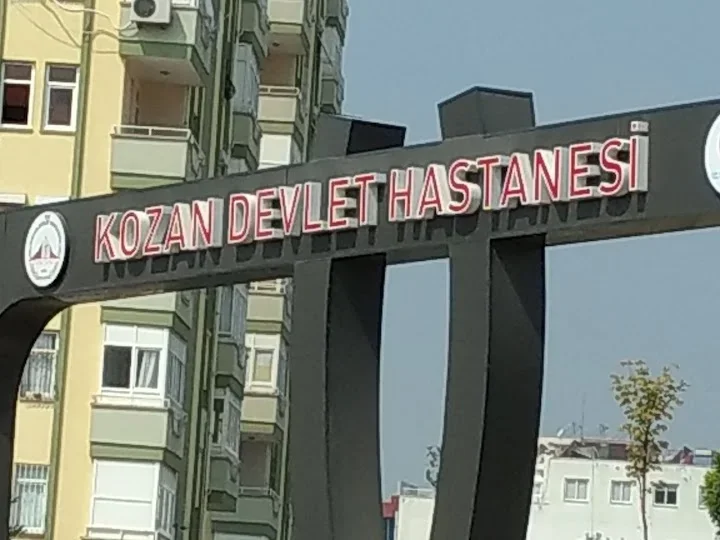 KOZAN DEVLET HASTANESİ